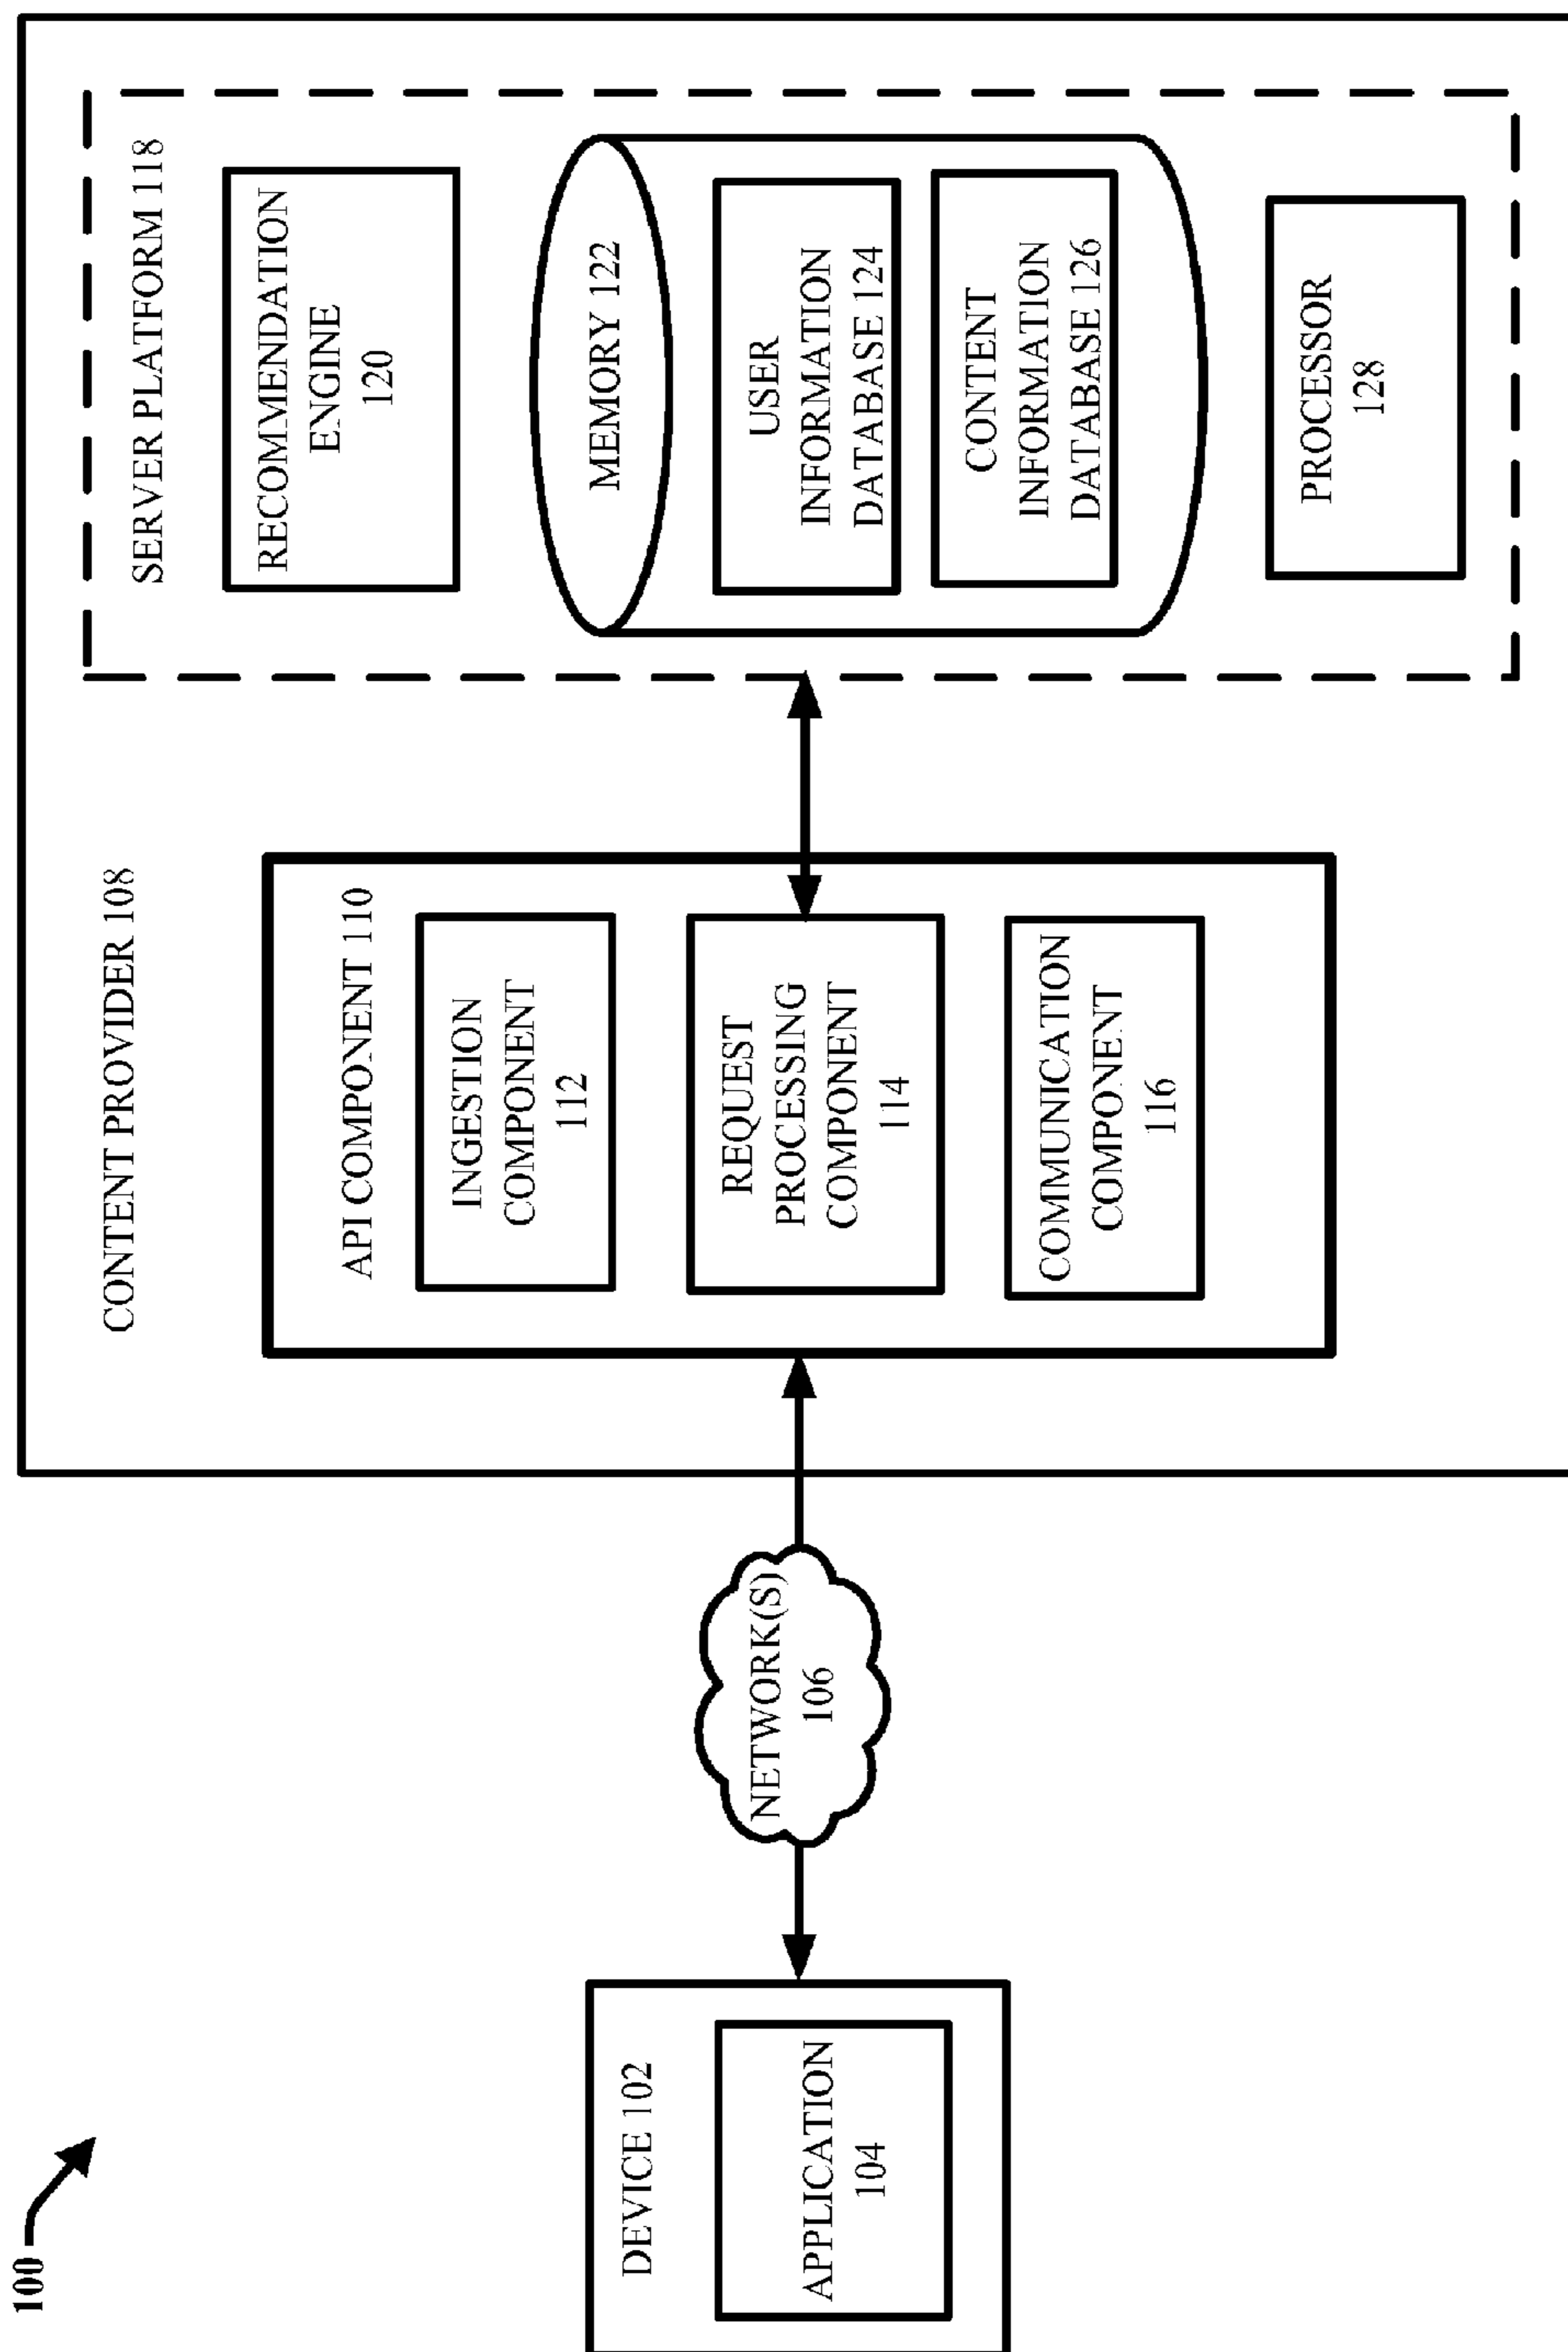 100
DEVICE 102
APPLICATION
104
NETWORK(S)
106
CONTENT PROVIDER 108
API COMPONENT 110
INGESTION
COMPONENT
112
REQUEST
PROCESSING
COMPONENT
114
COMMUNICATION
COMPONENT
116
SERVER PLATFORM 118
RECOMMENDATION
ENGINE
120
MEMORY 122
USER
INFORMATION
DATABASE 124
CONTENT
INFORMATION
DATABASE 126
PROCESSOR
128